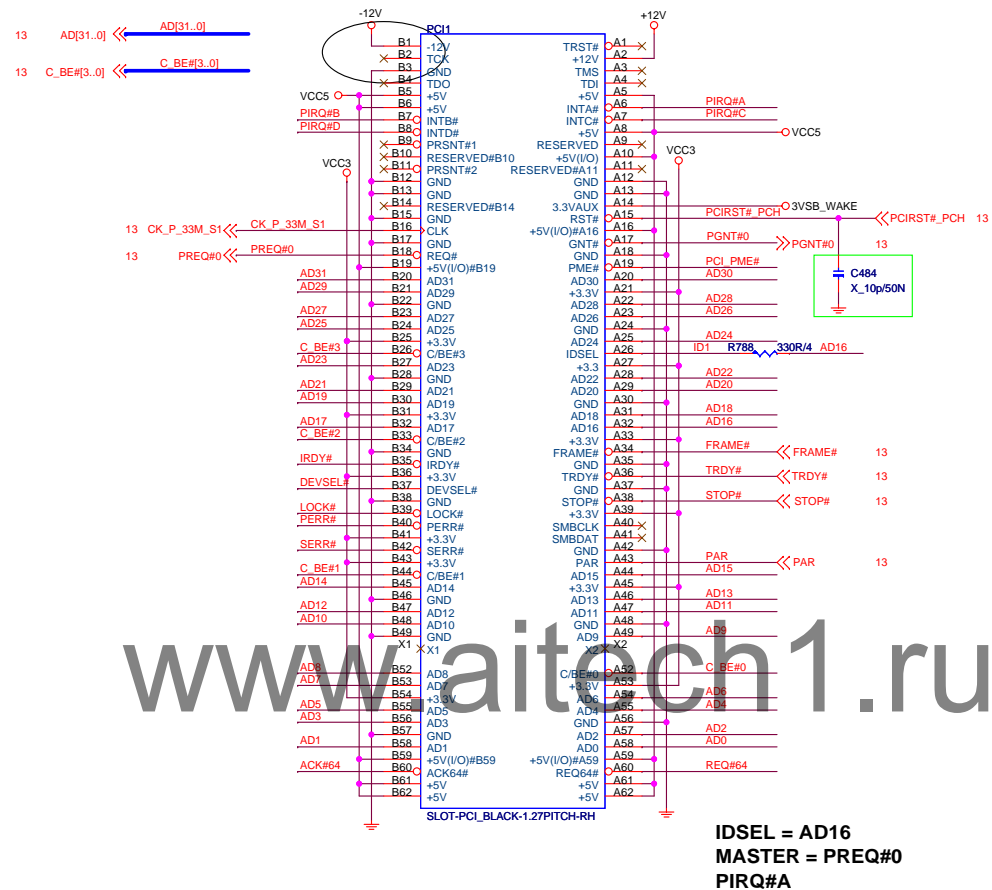 -12V
+12V
13 AD[31..0] AD[31..0]
13 C_BE#[3..0] C_BE#[3..0]
PCI1
B1 -12V TRST# A1
B2 TCK +12V A2
B3 GND TMS A3
B4 TDO TDI A4
VCC5 B5 +5V +5V A5
B6 +5V INTA# A6 PIRQ#A
PIRQ#B B7 INTB# INTC# A7 PIRQ#C
PIRQ#D B8 INTD# +5V A8 VCC5
B9 PRSNT#1 RESERVED A9
B10 RESERVED#B10 +5V(I/O) A10
VCC3 B11 PRSNT#2 RESERVED#A11 A11 VCC3
B12 GND GND A12
B13 GND GND A13
B14 RESERVED#B14 3.3VAUX A14 3VSB_WAKE
B15 GND RST# A15 PCIRST#_PCH PCIRST#_PCH 13
13 CK_P_33M_S1 CK_P_33M_S1 B16 CLK +5V(I/O)#A16 A16
B17 GND GNT# A17 PGNT#0 PGNT#0 13
13 PREQ#0 PREQ#0 B18 REQ# GND A18
B19 +5V(I/O)#B19 PME# A19 PCI_PME#
AD31 B20 AD31 AD30 A20 AD30
C484
X_10p/50N
AD29 B21 AD29 +3.3V A21
B22 GND AD28 A22 AD28
AD27 B23 AD27 AD26 A23 AD26
AD25 B24 AD25 GND A24
B25 +3.3V AD24 A25 AD24
C_BE#3 B26 C/BE#3 IDSEL A26 ID1 R788 330R/4 AD16
AD23 B27 AD23 +3.3 A27
B28 GND AD22 A28 AD22
AD21 B29 AD21 AD20 A29 AD20
AD19 B30 AD19 GND A30
B31 +3.3V AD18 A31 AD18
AD17 B32 AD17 AD16 A32 AD16
C_BE#2 B33 C/BE#2 +3.3V A33
B34 GND FRAME# A34 FRAME# FRAME# 13
IRDY# B35 IRDY# GND A35
B36 +3.3V TRDY# A36 TRDY# TRDY# 13
DEVSEL# B37 DEVSEL# GND A37
B38 GND STOP# A38 STOP# STOP# 13
LOCK# B39 LOCK# +3.3V A39
PERR# B40 PERR# SMBCLK A40
B41 +3.3V SMBDAT A41
SERR# B42 SERR# GND A42
B43 +3.3V PAR A43 PAR PAR 13
C_BE#1 B44 C/BE#1 AD15 A44 AD15
AD14 B45 AD14 +3.3V A45
B46 GND AD13 A46 AD13
AD12 B47 AD12 AD11 A47 AD11
AD10 B48 AD10 GND A48
B49 GND AD9 A49 AD9
X1 X1 X2 X2
www.aitech1.ru
AD8 B52 AD8 C/BE#0 A52 C_BE#0
AD7 B53 AD7 +3.3V A53
B54 +3.3V AD6 A54 AD6
AD5 B55 AD5 AD4 A55 AD4
AD3 B56 AD3 GND A56
B57 GND AD2 A57 AD2
AD1 B58 AD1 AD0 A58 AD0
B59 +5V(I/O)#B59 +5V(I/O)#A59 A59
ACK#64 B60 ACK64# REQ64# A60 REQ#64
B61 +5V +5V A61
B62 +5V +5V A62
SLOT-PCI_BLACK-1.27PITCH-RH
IDSEL = AD16
MASTER = PREQ#0
PIRQ#A